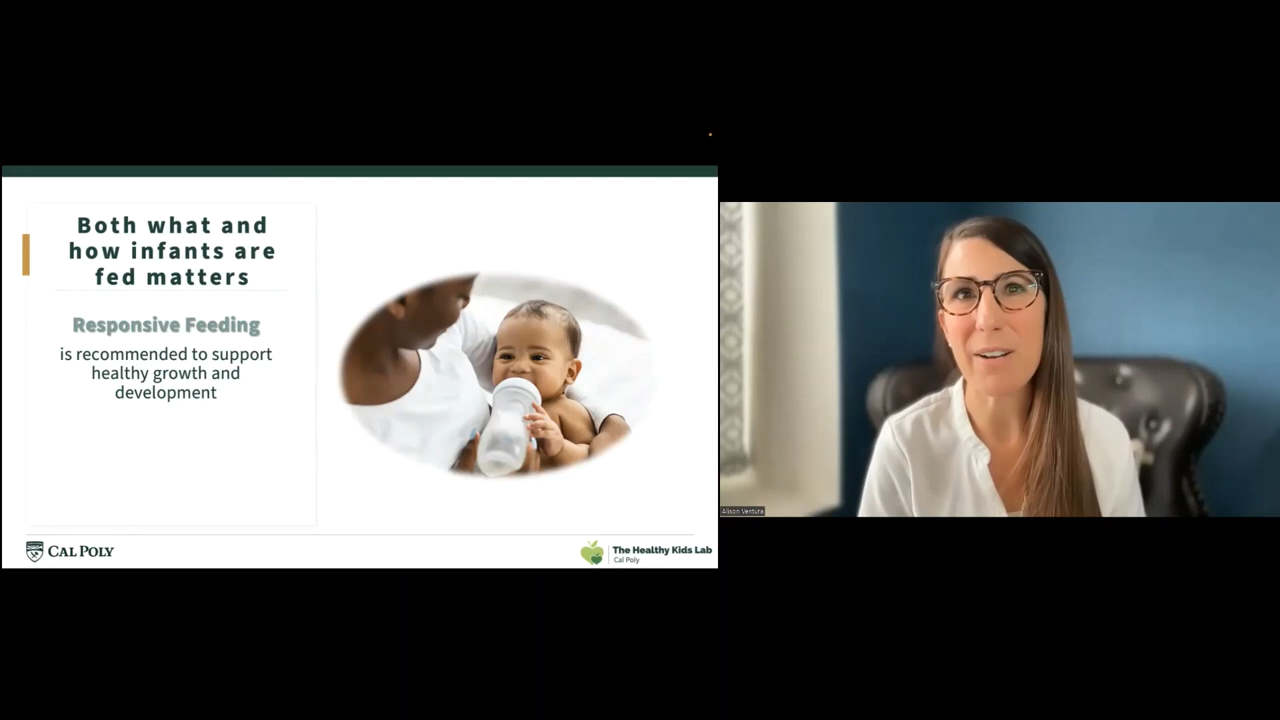 Both what and
how infants are
fed matters
Responsive Feeding
is recommended to support
healthy growth and
development
CAL POLY
The Healthy Kids Lab
Cal Poly
Alison Ventura